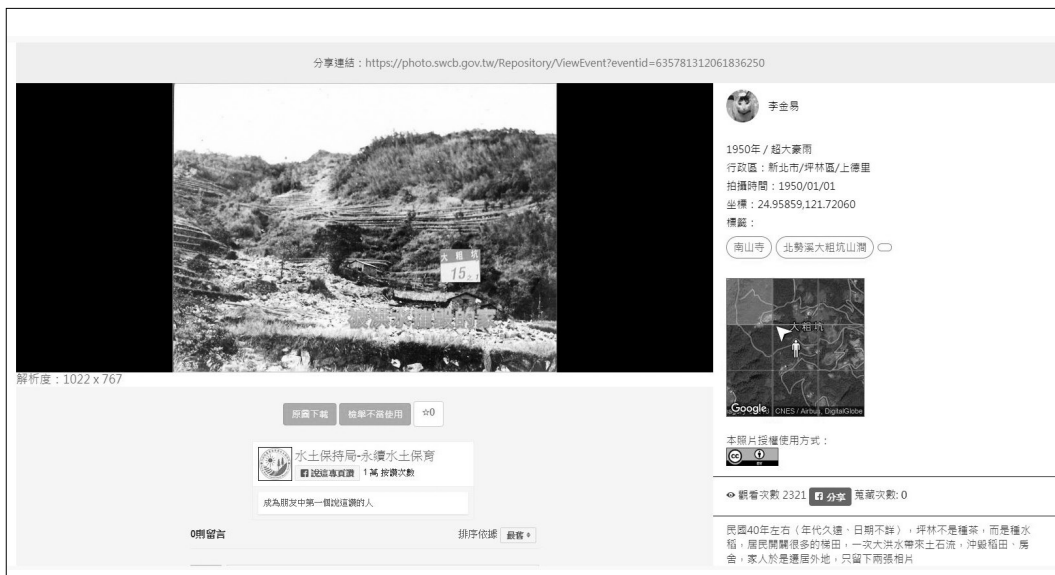 分享連結：https://photo.swcb.gov.tw/Repository/ViewEvent?eventid=635781312061836250
大粗坑
15
解析度：1022 x 767
原圖下載
檢舉不當使用
☆0
水土保持局-永續水土保育
說這專頁讚
1 萬 按讚次數
成為朋友中第一個說這讚的人
0則留言
排序依據
最舊
李金易
1950年 / 超大豪雨
行政區：新北市/坪林區/上德里
拍攝時間：1950/01/01
坐標：24.95859,121.72060
標籤：
南山寺
北勢溪大粗坑山澗
大粗坑
Google
CNES / Airbus, DigitalGlobe
本照片授權使用方式：
cc
BY
觀看次數 2321
分享
蒐藏次數: 0
民國40年左右（年代久遠、日期不詳），坪林不是種茶，而是種水
稻，居民開闢很多的梯田，一次大洪水帶來土石流，沖毀稻田、房
舍，家人於是遷居外地，只留下兩張相片